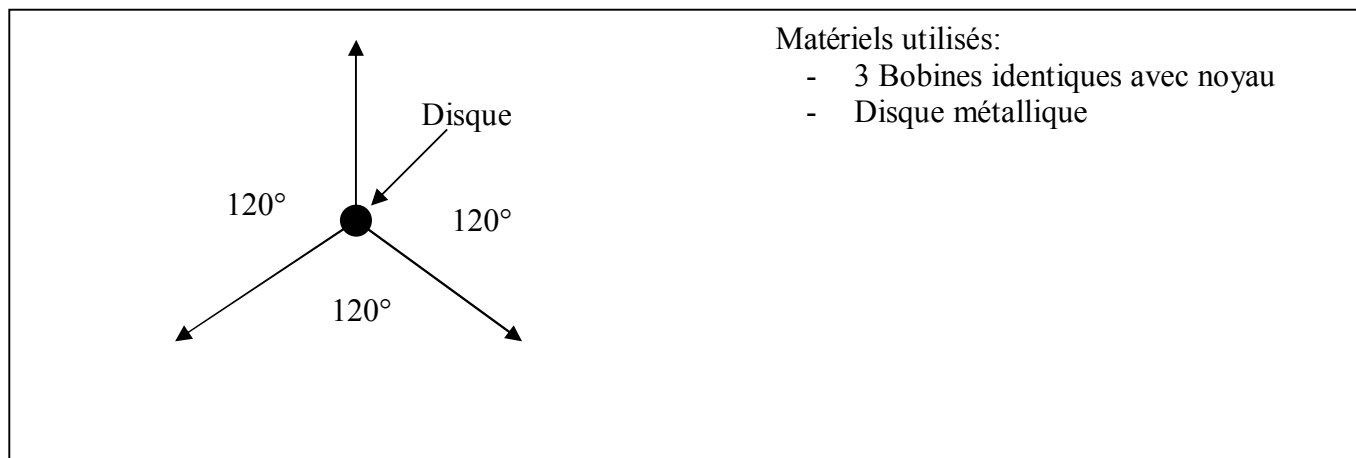 Matériels utilisés:
- 3 Bobines identiques avec noyau
- Disque métallique
Disque
120°
120°
120°